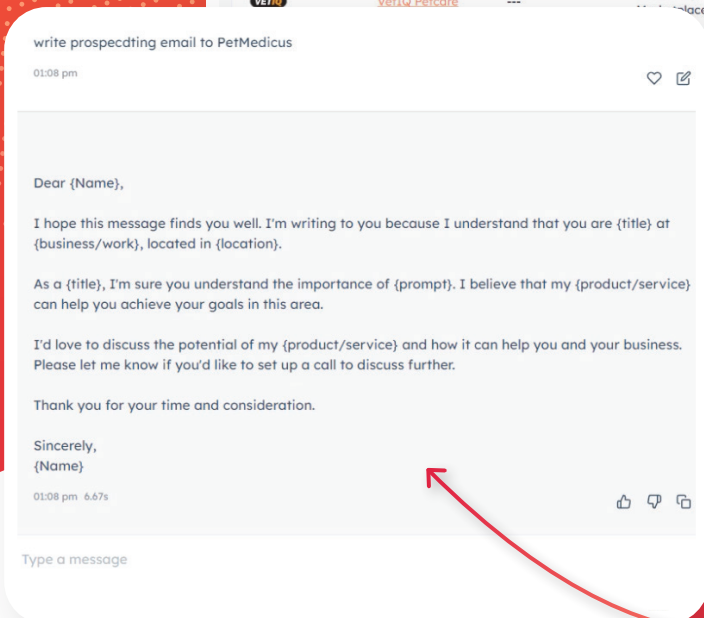 VETIQ VetIQ Petcare ---
write prospecdting email to PetMedicus
01:08 pm
Dear {Name},
I hope this message finds you well. I'm writing to you because I understand that you are {title} at
{business/work}, located in {location}.
As a {title}, I'm sure you understand the importance of {prompt}. I believe that my {product/service}
can help you achieve your goals in this area.
I'd love to discuss the potential of my {product/service} and how it can help you and your business.
Please let me know if you'd like to set up a call to discuss further.
Thank you for your time and consideration.
Sincerely,
{Name}
01:08 pm 6.67s
Type a message